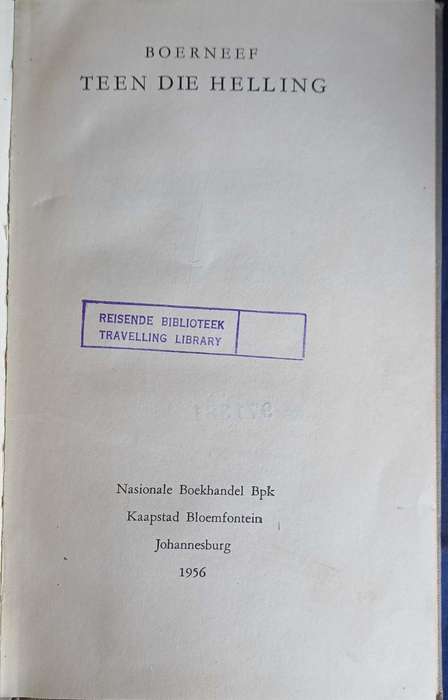 BOERNEEF
TEEN DIE HELLING
REISENDE BIBLIOTEEK
TRAVELLING LIBRARY
Nasionale Boekhandel Bpk
Kaapstad Bloemfontein
Johannesburg
1956